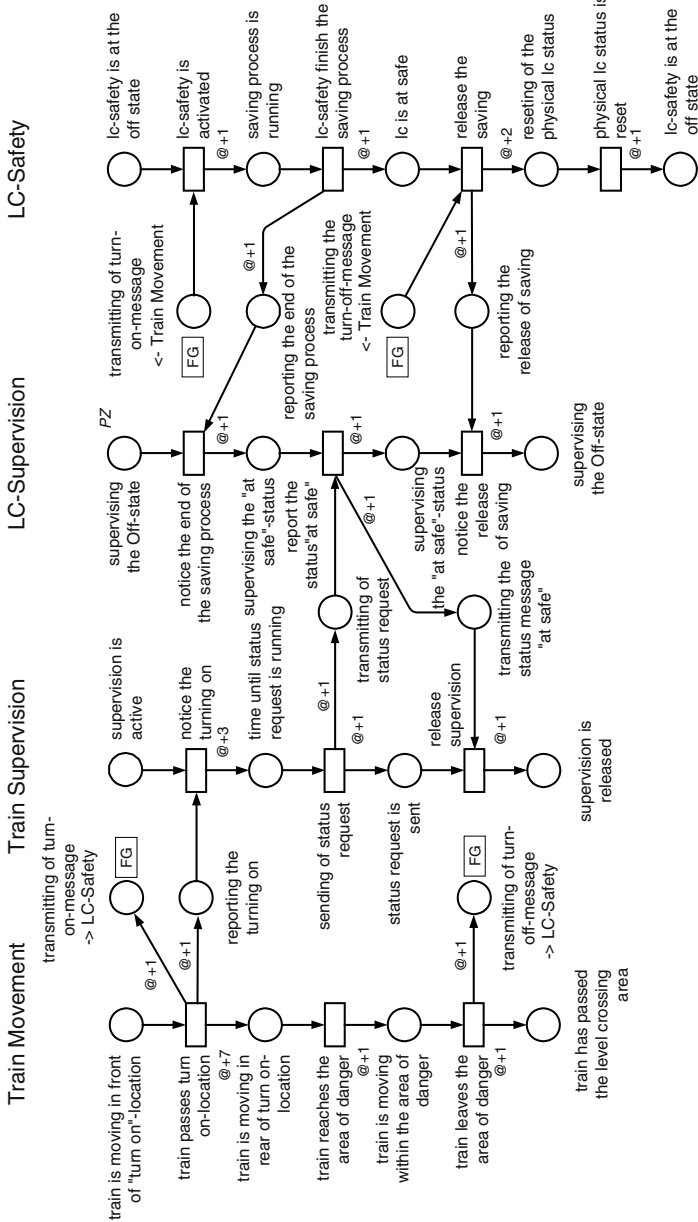 Train Movement
train is moving in front
of "turn on"-location
train passes turn
on-location
@+7
train is moving in
rear of turn on-
location
train reaches the
area of danger
@+1
train is moving
within the area of
danger
train leaves the
area of danger
@+1
train has passed
the level crossing
area
transmitting of turn-
on-message
-> LC-Safety
FG
@+1
@+1
reporting the
turning on
@+1
FG
transmitting of turn-
off-message
-> LC-Safety
Train Supervision
supervision is
active
notice the
turning on
@+3
time until status
request is running
sending of status
request
@+1
@+1
status request is
sent
release
supervision
@+1
supervision is
released
transmitting of
status request
@+1
transmitting the
status message
"at safe"
LC-Supervision
supervising
the Off-state
PZ
notice the end of
the saving process
@+1
supervising the "at
safe"-status
report the
status"at safe"
@+1
supervising
the "at safe"-status
notice the
release
of saving
@+1
supervising
the Off-state
transmitting of turn-
on-message
<- Train Movement
FG
@+1
reporting the end of the
saving process
transmitting the
turn-off-message
<- Train Movement
FG
@+1
reporting the
release of saving
LC-Safety
lc-safety is at the
off state
lc-safety is
activated
@+1
saving process is
running
lc-safety finish the
saving process
@+1
lc is at safe
release the
saving
@+2
reseting of the
physical lc status
physical lc status is
reset
@+1
lc-safety is at the
off state